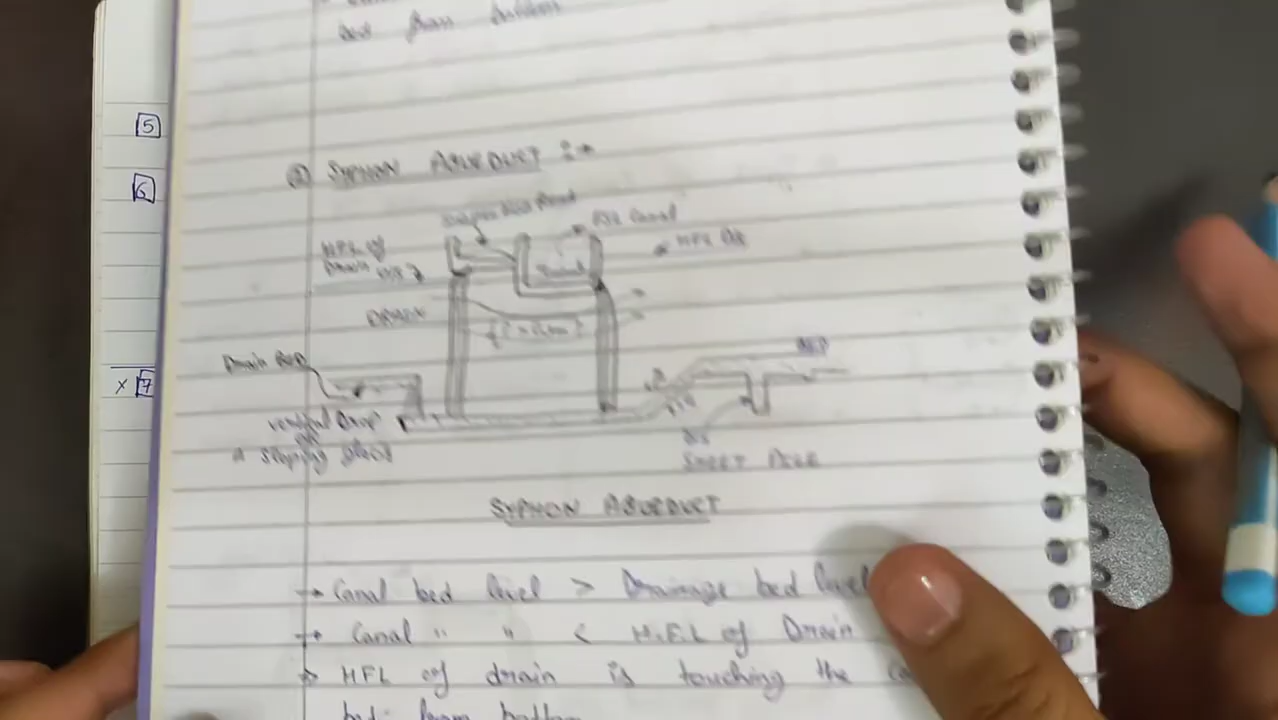 bed from bottom
5
6
x 7
② SYPHON AQUEDUCT :→
FSL Canal
HFL of
Drain U/S
HFL D/S
DRAIN
Drain Bed
Vertical Drop
or
a sloping glacis
D/S
SHEET PILE
SYPHON AQUEDUCT
→ Canal bed level > Drainage bed level
→ Canal " " < H.F.L of Drain
→ HFL of drain is touching the
bed from bottom